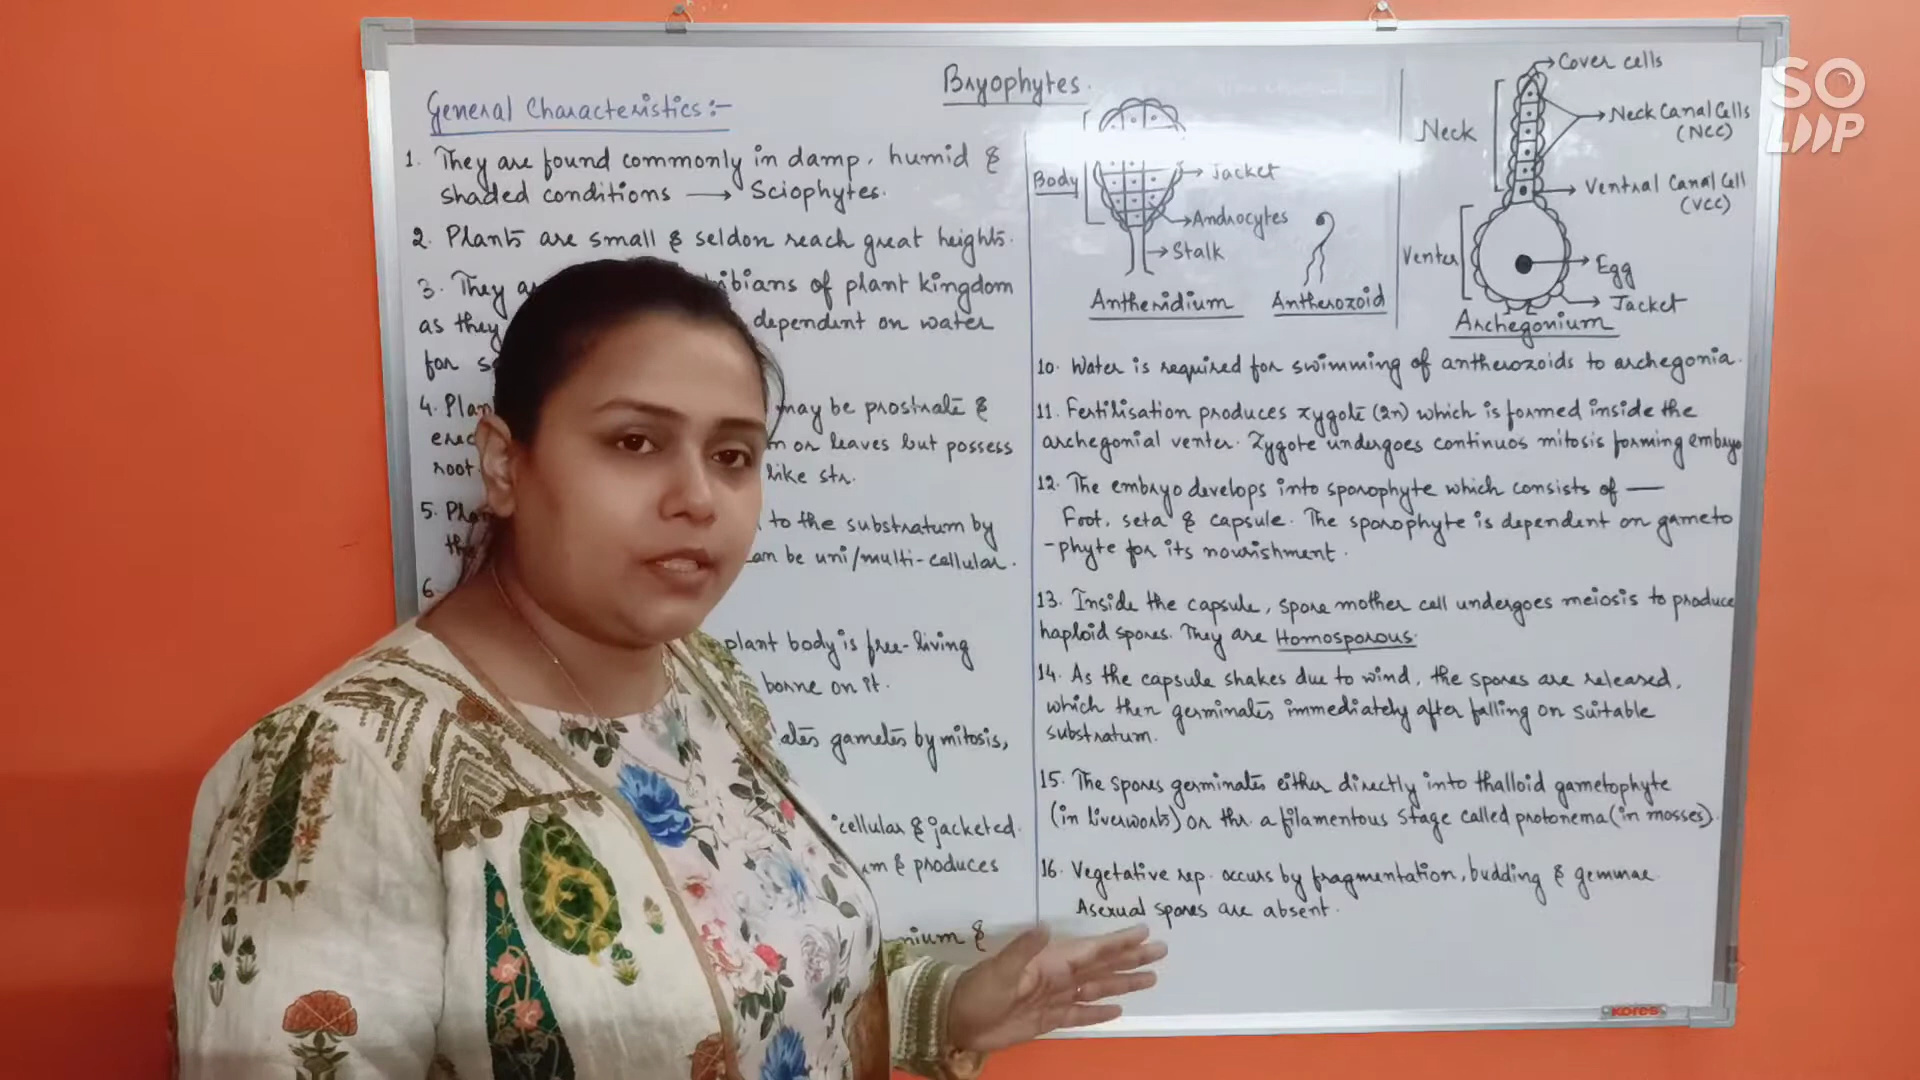 Bryophytes.
General Characteristics:-
1. They are found commonly in damp, humid &
shaded conditions → Sciophytes.
2. Plants are small & seldon reach great heights.
3. They a
bians of plant kingdom
as they
dependent on water
for s
4. Plan
may be prostrate &
erec
m or leaves but possess
root.
like str.
5. Plan
to the substratum by
the
can be uni/multi-cellular.
6.
plant body is free-living
borne on it.
ates gametes by mitosis,
cellular & jacketed.
um & produces
nium &
Body
Jacket
Androcytes
Stalk
Antheridium
Antherozoid
Cover cells
Neck
Neck Canal Cells
(NCC)
Ventral Canal Cell
(VCC)
Venter
Egg
Jacket
Archegonium
10. Water is required for swimming of antherozoids to archegonia.
11. Fertilisation produces zygote (2n) which is formed inside the
archegonial venter. Zygote undergoes continuos mitosis forming embryo
12. The embryo develops into sporophyte which consists of —
Foot, seta & capsule. The sporophyte is dependent on gameto
-phyte for its nourishment.
13. Inside the capsule, spore mother cell undergoes meiosis to produce
haploid spores. They are Homosporous.
14. As the capsule shakes due to wind, the spores are released,
which then germinates immediately after falling on suitable
substratum.
15. The spores germinates either directly into thalloid gametophyte
(in liverworts) or thr. a filamentous stage called protonema (in mosses).
16. Vegetative rep. occurs by fragmentation, budding & gemmae.
Asexual spores are absent.
kores
SO
LOOP